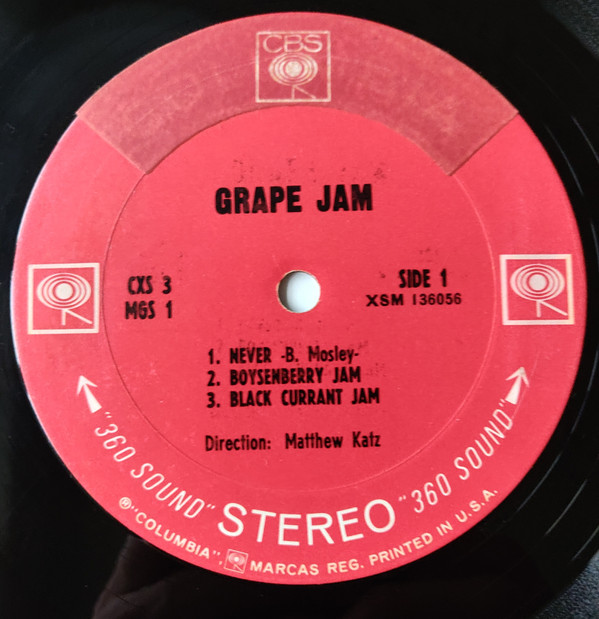 CBS
GRAPE JAM
CXS 3
MGS 1
SIDE 1
XSM 136056
1. NEVER -B. Mosley-
2. BOYSENBERRY JAM
3. BLACK CURRANT JAM
Direction: Matthew Katz
"360 SOUND" STEREO "360 SOUND"
®"COLUMBIA", MARCAS REG. PRINTED IN U.S.A.